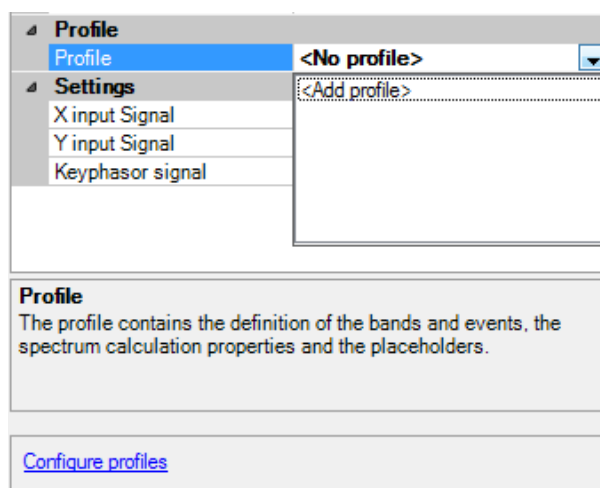 Profile
Profile <No profile>
Settings <Add profile>
X input Signal
Y input Signal
Keyphasor signal
Profile
The profile contains the definition of the bands and events, the
spectrum calculation properties and the placeholders.
Configure profiles